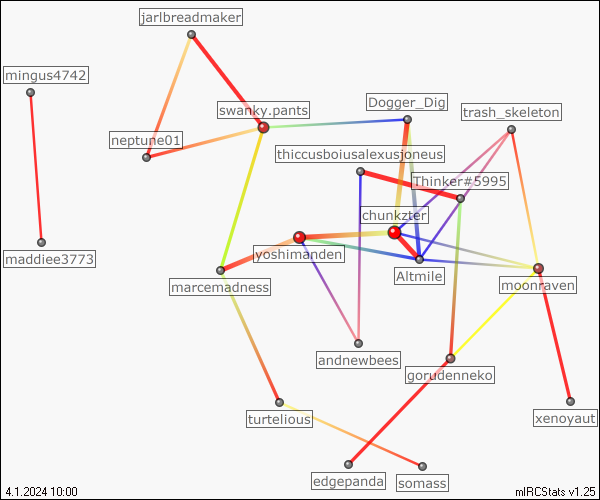 jarlbreadmaker
mingus4742
Dogger_Dig
swanky.pants
trash_skeleton
neptune01
thiccusboiusalexusjoneus
Thinker#5995
chunkzter
yoshimanden
maddiee3773
Altmile
marcemadness
moonraven
andnewbees
gorudenneko
turtelious
xenoyaut
edgepanda
somass
4.1.2024 10:00
mIRCStats v1.25